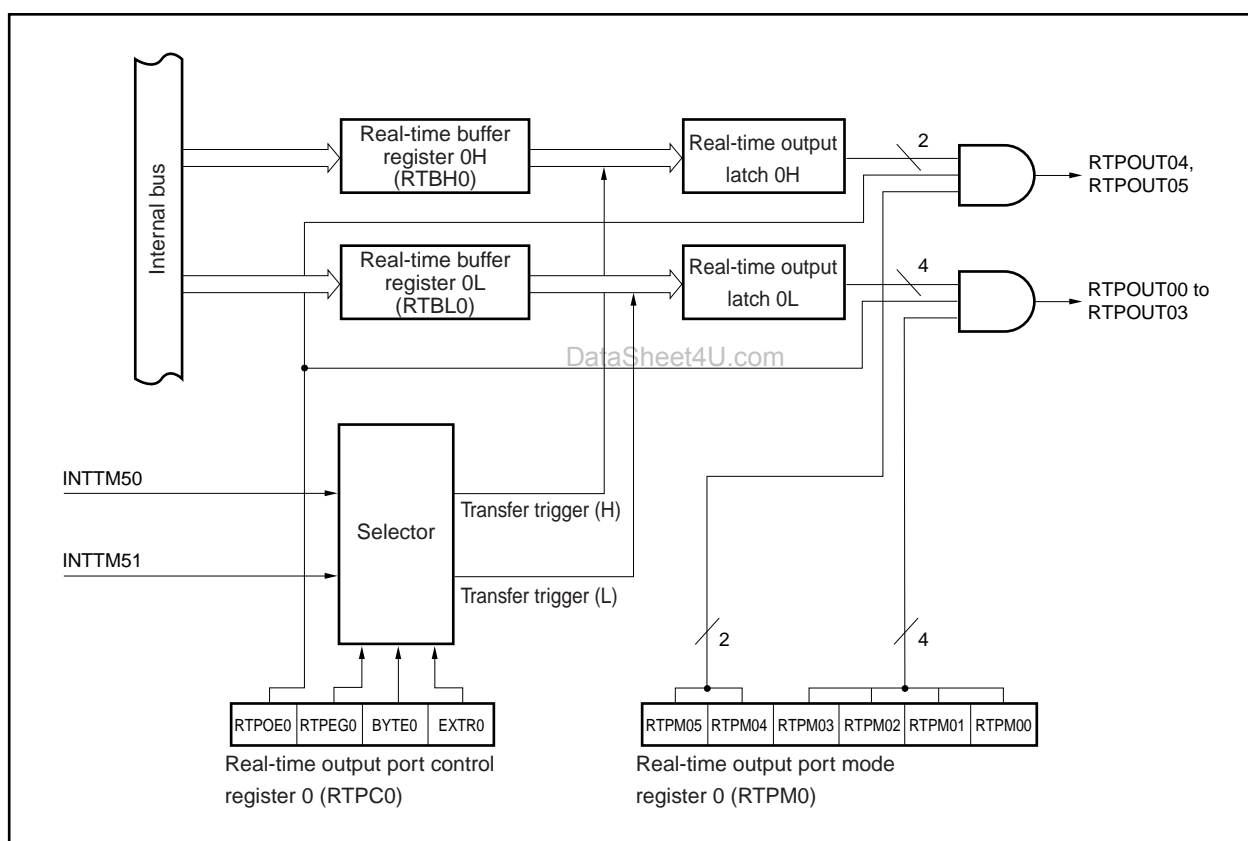 Internal bus
Real-time buffer
register 0H
(RTBH0)
Real-time output
latch 0H
2
RTPOUT04,
RTPOUT05
Real-time buffer
register 0L
(RTBL0)
Real-time output
latch 0L
4
RTPOUT00 to
RTPOUT03
DataSheet4U.com
INTTM50
INTTM51
Selector
Transfer trigger (H)
Transfer trigger (L)
2
4
RTPOE0 RTPEG0 BYTE0 EXTR0
Real-time output port control
register 0 (RTPC0)
RTPM05 RTPM04 RTPM03 RTPM02 RTPM01 RTPM00
Real-time output port mode
register 0 (RTPM0)